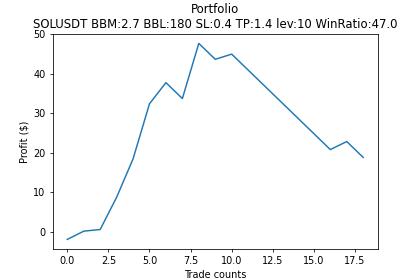 Portfolio
SOLUSDT BBM:2.7 BBL:180 SL:0.4 TP:1.4 lev:10 WinRatio:47.0
50
40
30
20
10
0
Profit ($)
0.0 2.5 5.0 7.5 10.0 12.5 15.0 17.5
Trade counts